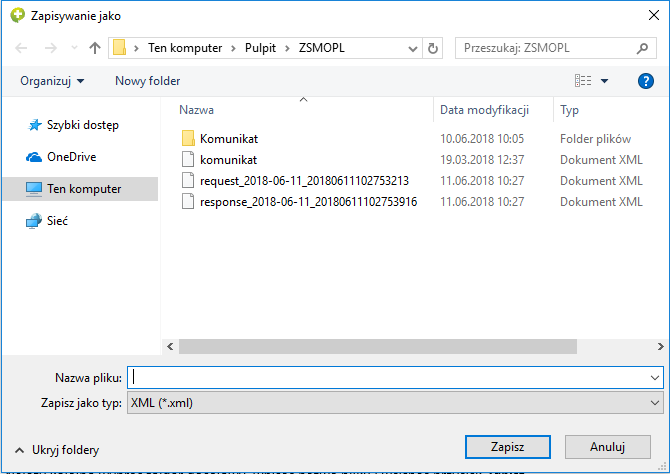 Zapisywanie jako
Ten komputer > Pulpit > ZSMOPL
Przeszukaj: ZSMOPL
Organizuj
Nowy folder
?
Szybki dostęp
OneDrive
Ten komputer
Sieć
Nazwa Data modyfikacji Typ
Komunikat 10.06.2018 10:05 Folder plików
komunikat 19.03.2018 12:37 Dokument XML
request_2018-06-11_20180611102753213 11.06.2018 10:27 Dokument XML
response_2018-06-11_20180611102753916 11.06.2018 10:27 Dokument XML
Nazwa pliku:
Zapisz jako typ: XML (*.xml)
Ukryj foldery
Zapisz
Anuluj